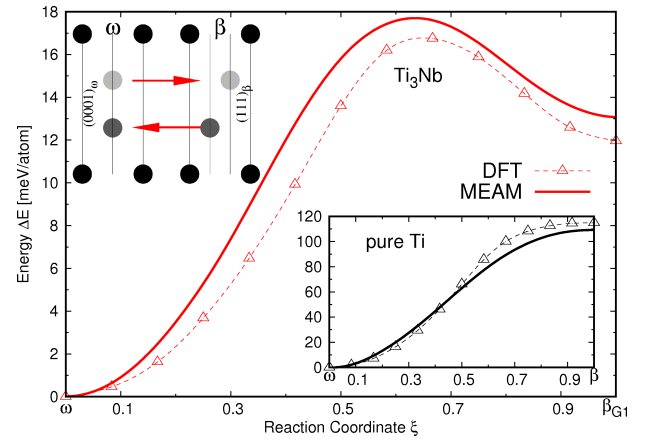 ω β
(0001)ω (111)β
Ti₃Nb
DFT
MEAM
Energy ΔE [meV/atom]
18
16
14
12
10
8
6
4
2
0
pure Ti
120
100
80
60
40
20
0
ω 0.1 0.3 0.5 0.7 0.9 β
ω 0.1 0.3 0.5 0.7 0.9 βG1
Reaction Coordinate ξ